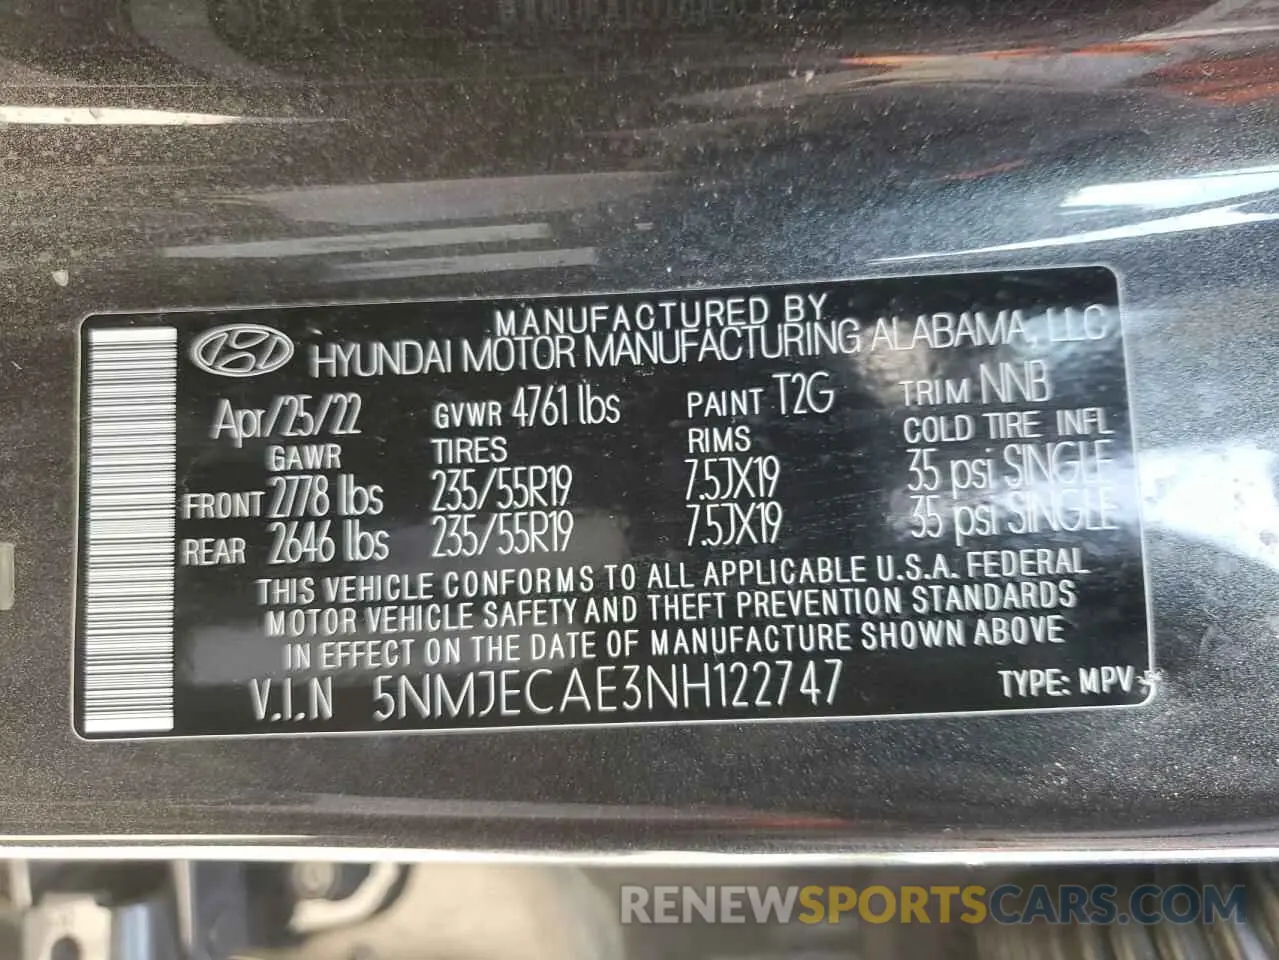 MANUFACTURED BY
HYUNDAI MOTOR MANUFACTURING ALABAMA, LLC
Apr/25/22 GVWR 4761 lbs PAINT T2G TRIM NNB
GAWR TIRES RIMS COLD TIRE INFL
FRONT 2778 lbs 235/55R19 7.5JX19 35 psi SINGLE
REAR 2646 lbs 235/55R19 7.5JX19 35 psi SINGLE
THIS VEHICLE CONFORMS TO ALL APPLICABLE U.S.A. FEDERAL
MOTOR VEHICLE SAFETY AND THEFT PREVENTION STANDARDS
IN EFFECT ON THE DATE OF MANUFACTURE SHOWN ABOVE
V.I.N 5NMJECAE3NH122747 TYPE: MPV
RENEWSPORTSCARS.COM